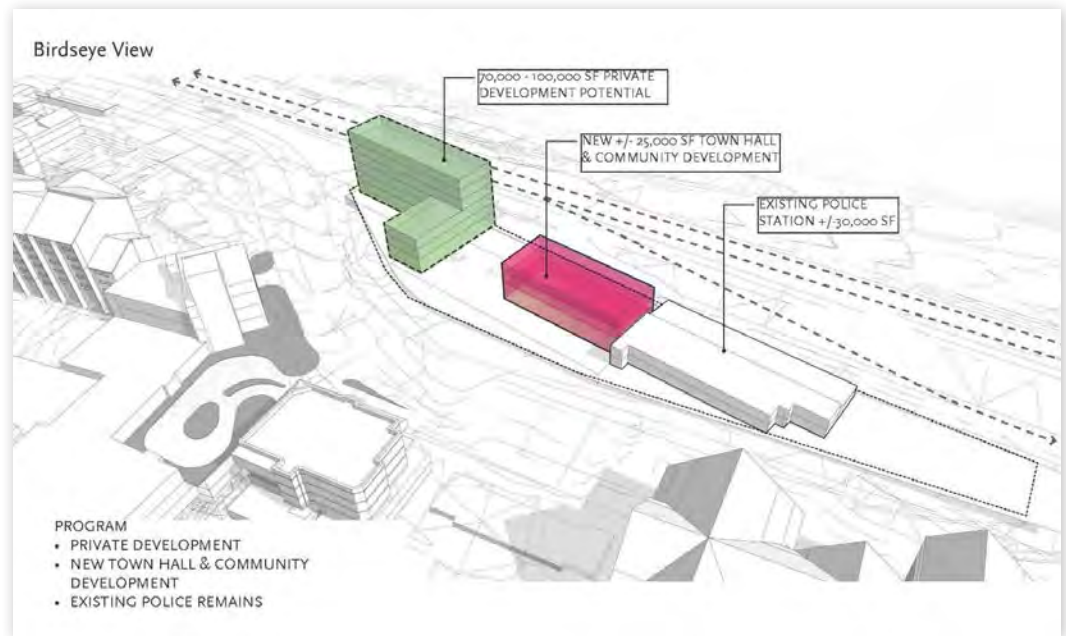 Birdseye View
70,000 - 100,000 SF PRIVATE
DEVELOPMENT POTENTIAL
NEW +/- 25,000 SF TOWN HALL
& COMMUNITY DEVELOPMENT
EXISTING POLICE
STATION +/-30,000 SF
PROGRAM
• PRIVATE DEVELOPMENT
• NEW TOWN HALL & COMMUNITY
DEVELOPMENT
• EXISTING POLICE REMAINS